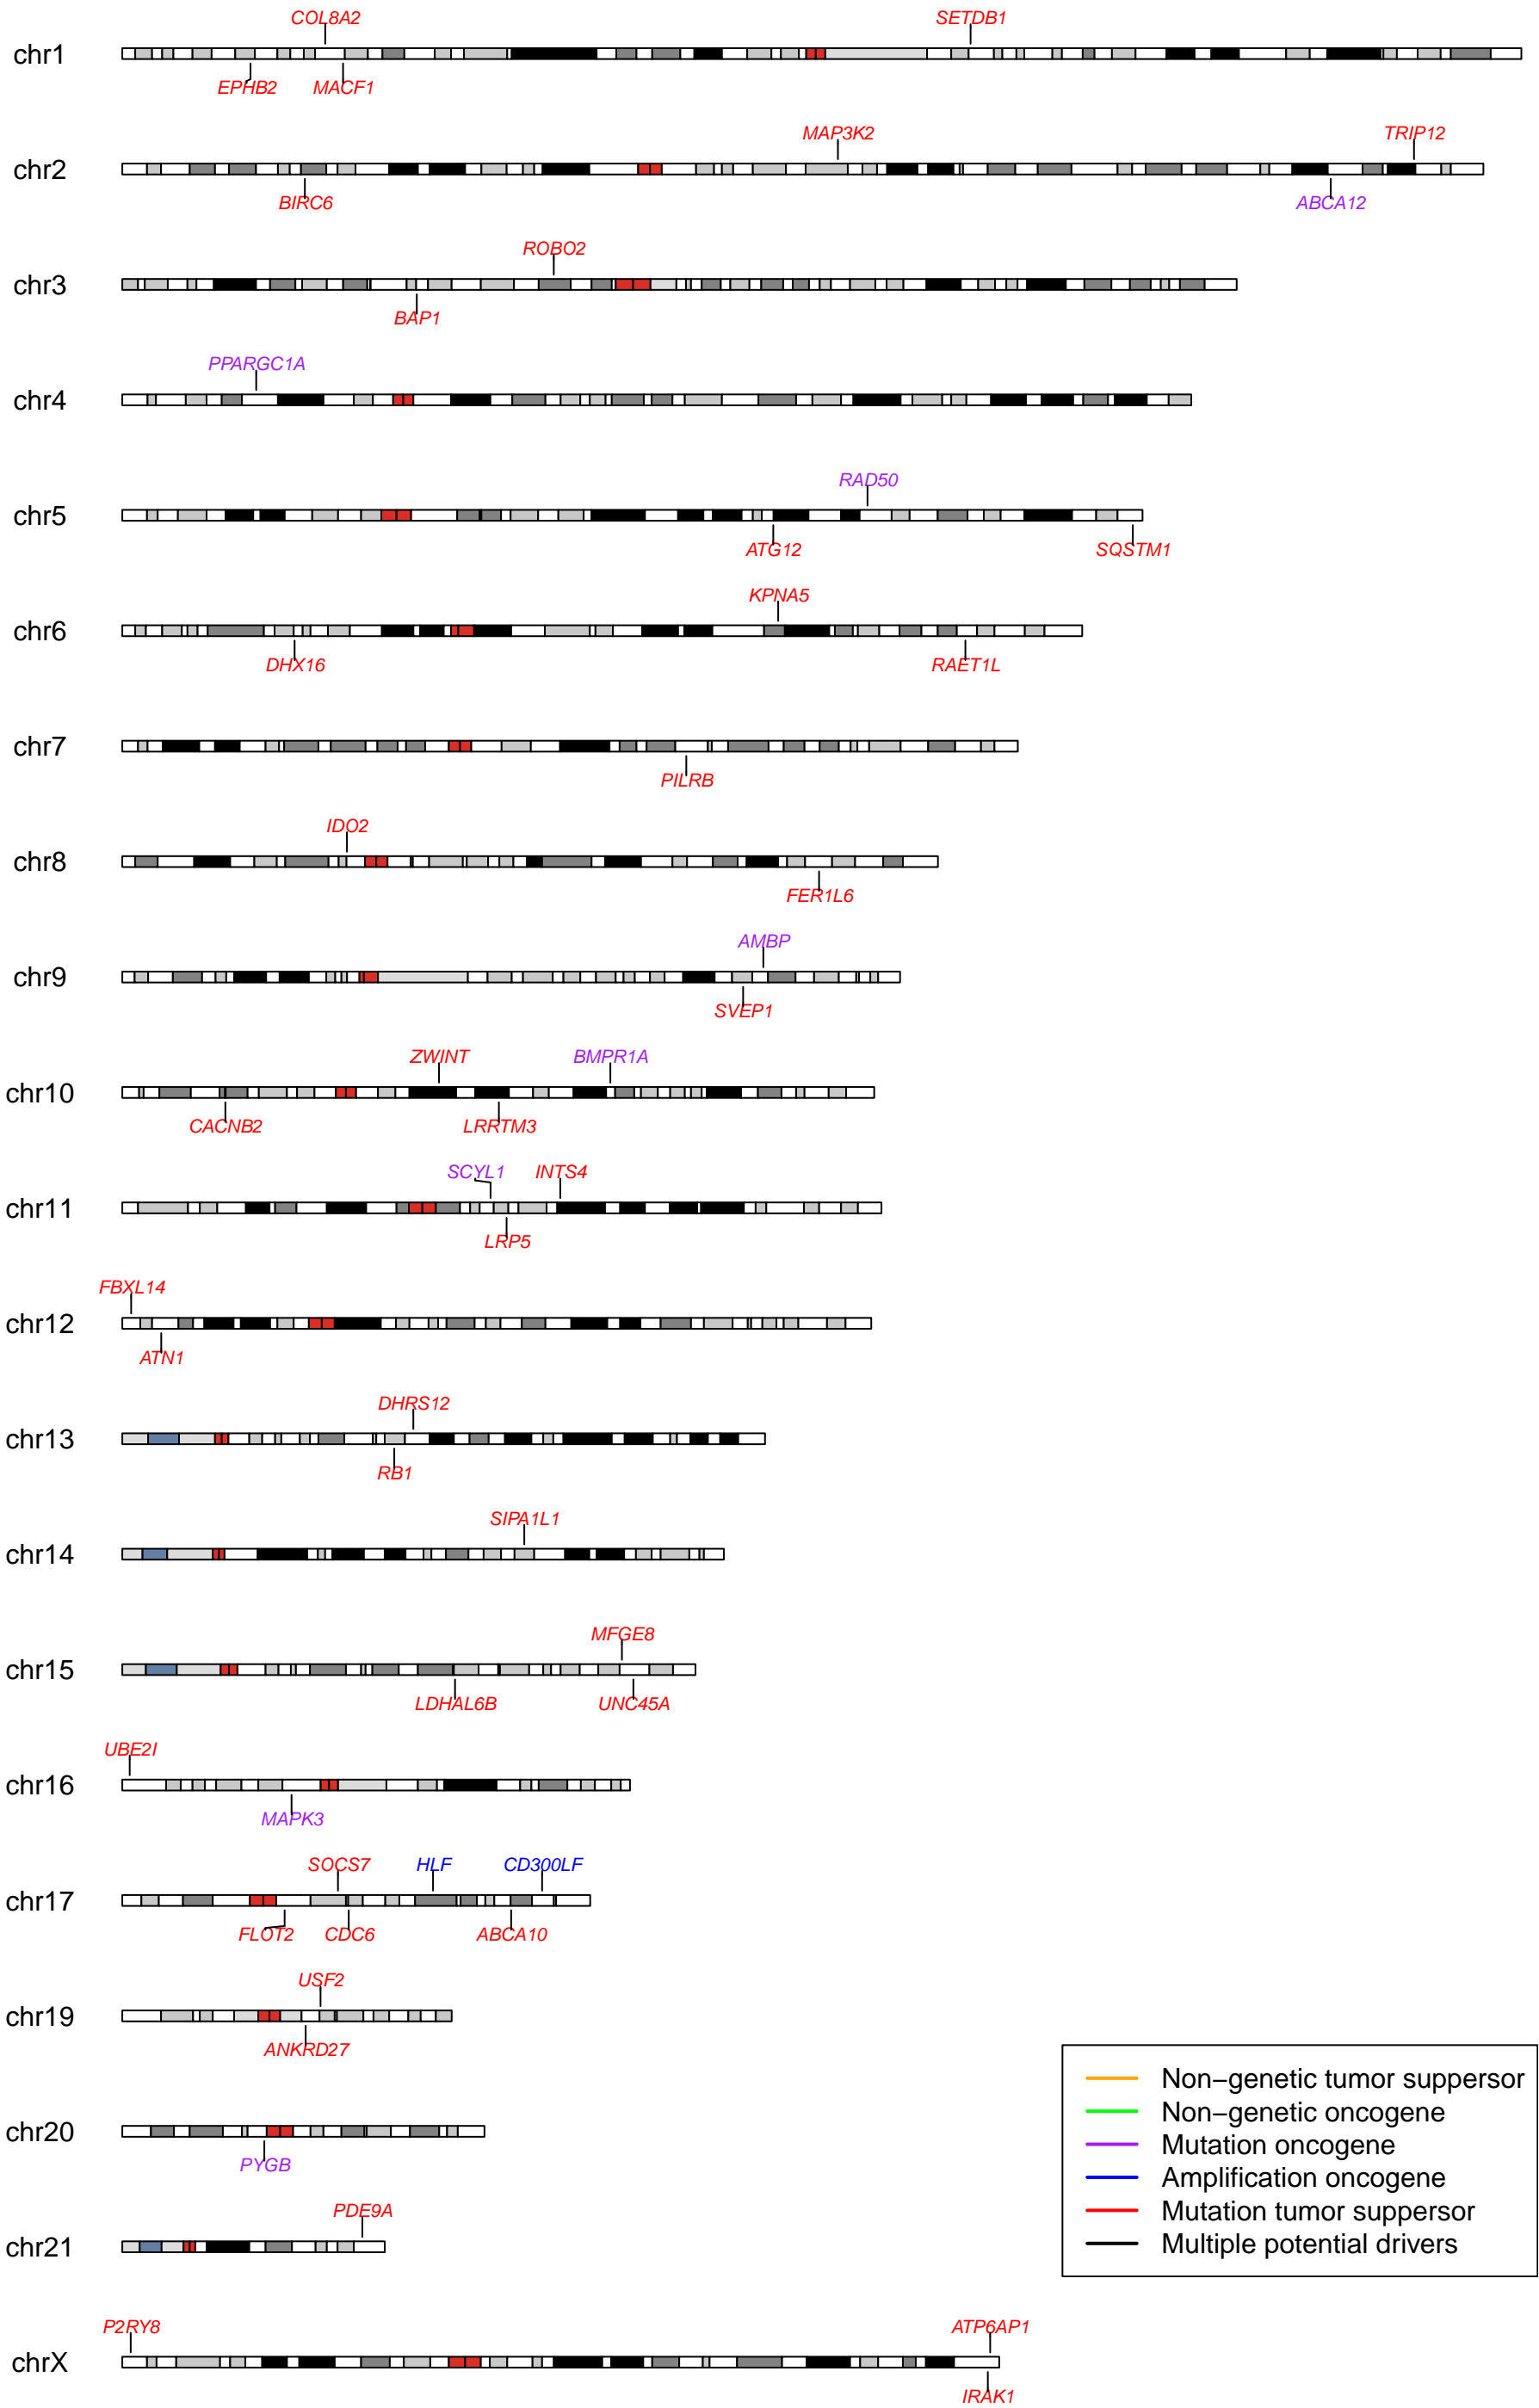 COL8A2 SETDB1
chr1
EPHB2 MACF1
MAP3K2 TRIP12
chr2
BIRC6 ABCA12
ROBO2
chr3
BAP1
PPARGC1A
chr4
RAD50
chr5
ATG12 SQSTM1
KPNA5
chr6
DHX16 RAET1L
chr7
PILRB
IDO2
chr8
FER1L6
AMBP
chr9
SVEP1
ZWINT BMPR1A
chr10
CACNB2 LRRTM3
SCYL1 INTS4
chr11
LRP5
FBXL14
chr12
ATN1
DHRS12
chr13
RB1
SIPA1L1
chr14
MFGE8
chr15
LDHAL6B UNC45A
UBE2I
chr16
MAPK3
SOCS7 HLF CD300LF
chr17
FLOT2 CDC6 ABCA10
USF2
chr19
ANKRD27
chr20
PYGB
PDE9A
chr21
P2RY8 ATP6AP1
chrX
IRAK1
Non−genetic tumor suppersor
Non−genetic oncogene
Mutation oncogene
Amplification oncogene
Mutation tumor suppersor
Multiple potential drivers